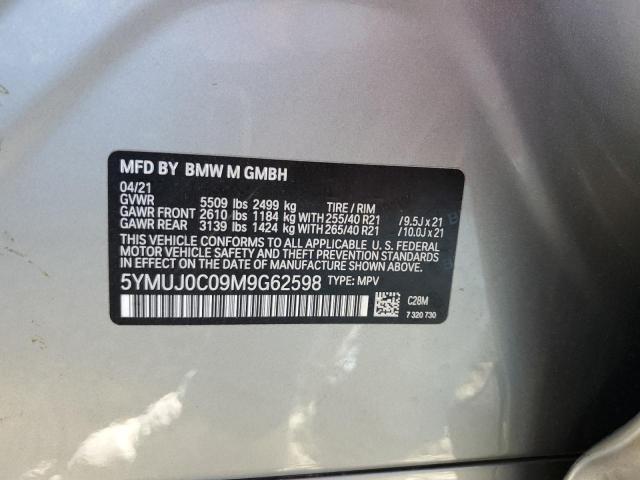 MFD BY BMW M GMBH
04/21
GVWR 5509 lbs 2499 kg TIRE / RIM
GAWR FRONT 2610 lbs 1184 kg WITH 255/40 R21 /9.5J x 21
GAWR REAR 3139 lbs 1424 kg WITH 265/40 R21 /10.0J x 21
THIS VEHICLE CONFORMS TO ALL APPLICABLE U. S. FEDERAL
MOTOR VEHICLE SAFETY, BUMPER, AND THEFT PREVENTION
STANDARDS IN EFFECT ON THE DATE OF MANUFACTURE SHOWN ABOVE.
5YMUJ0C09M9G62598 TYPE: MPV
C28M
7 320 730